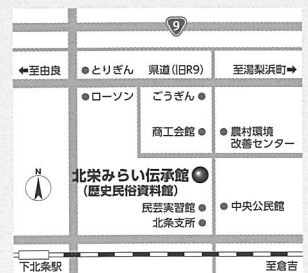 9
←至由良
●とりぎん
県道(旧R9)
至湯梨浜町→
●ローソン
ごうぎん●
商工会館●
●農村環境
改善センター
N
北栄みらい伝承館●
(歴史民俗資料館)
民芸実習館●
●中央公民館
北条支所●
下北条駅
至倉吉